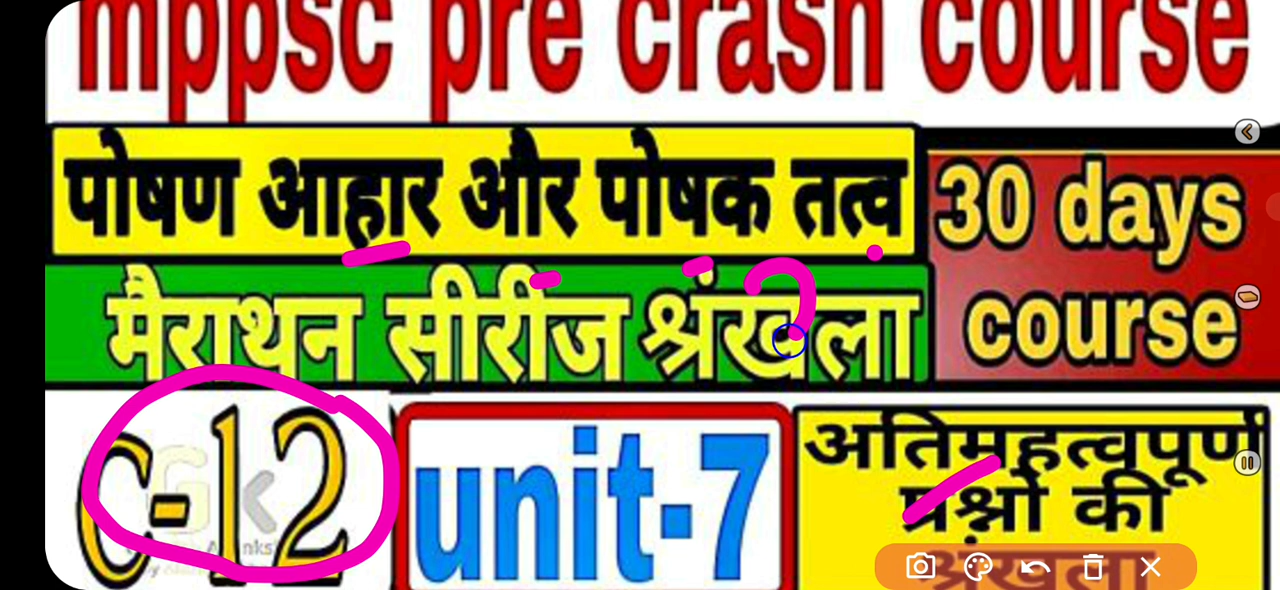 mppsc pre crash course
पोषण आहार और पोषक तत्व
30 days
course
मैराथन सीरीज श्रंखला
C-12
unit-7
अतिमहत्वपूर्ण
प्रश्नों की
श्रंखला